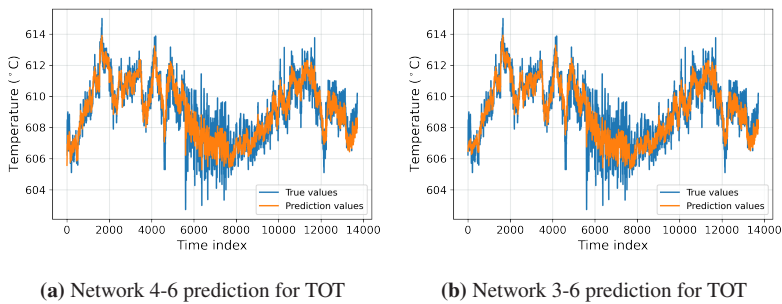 614
612
610
608
606
604
Temperature (°C)
0 2000 4000 6000 8000 10000 12000 14000
Time index
True values
Prediction values
(a) Network 4-6 prediction for TOT
614
612
610
608
606
604
Temperature (°C)
0 2000 4000 6000 8000 10000 12000 14000
Time index
True values
Prediction values
(b) Network 3-6 prediction for TOT